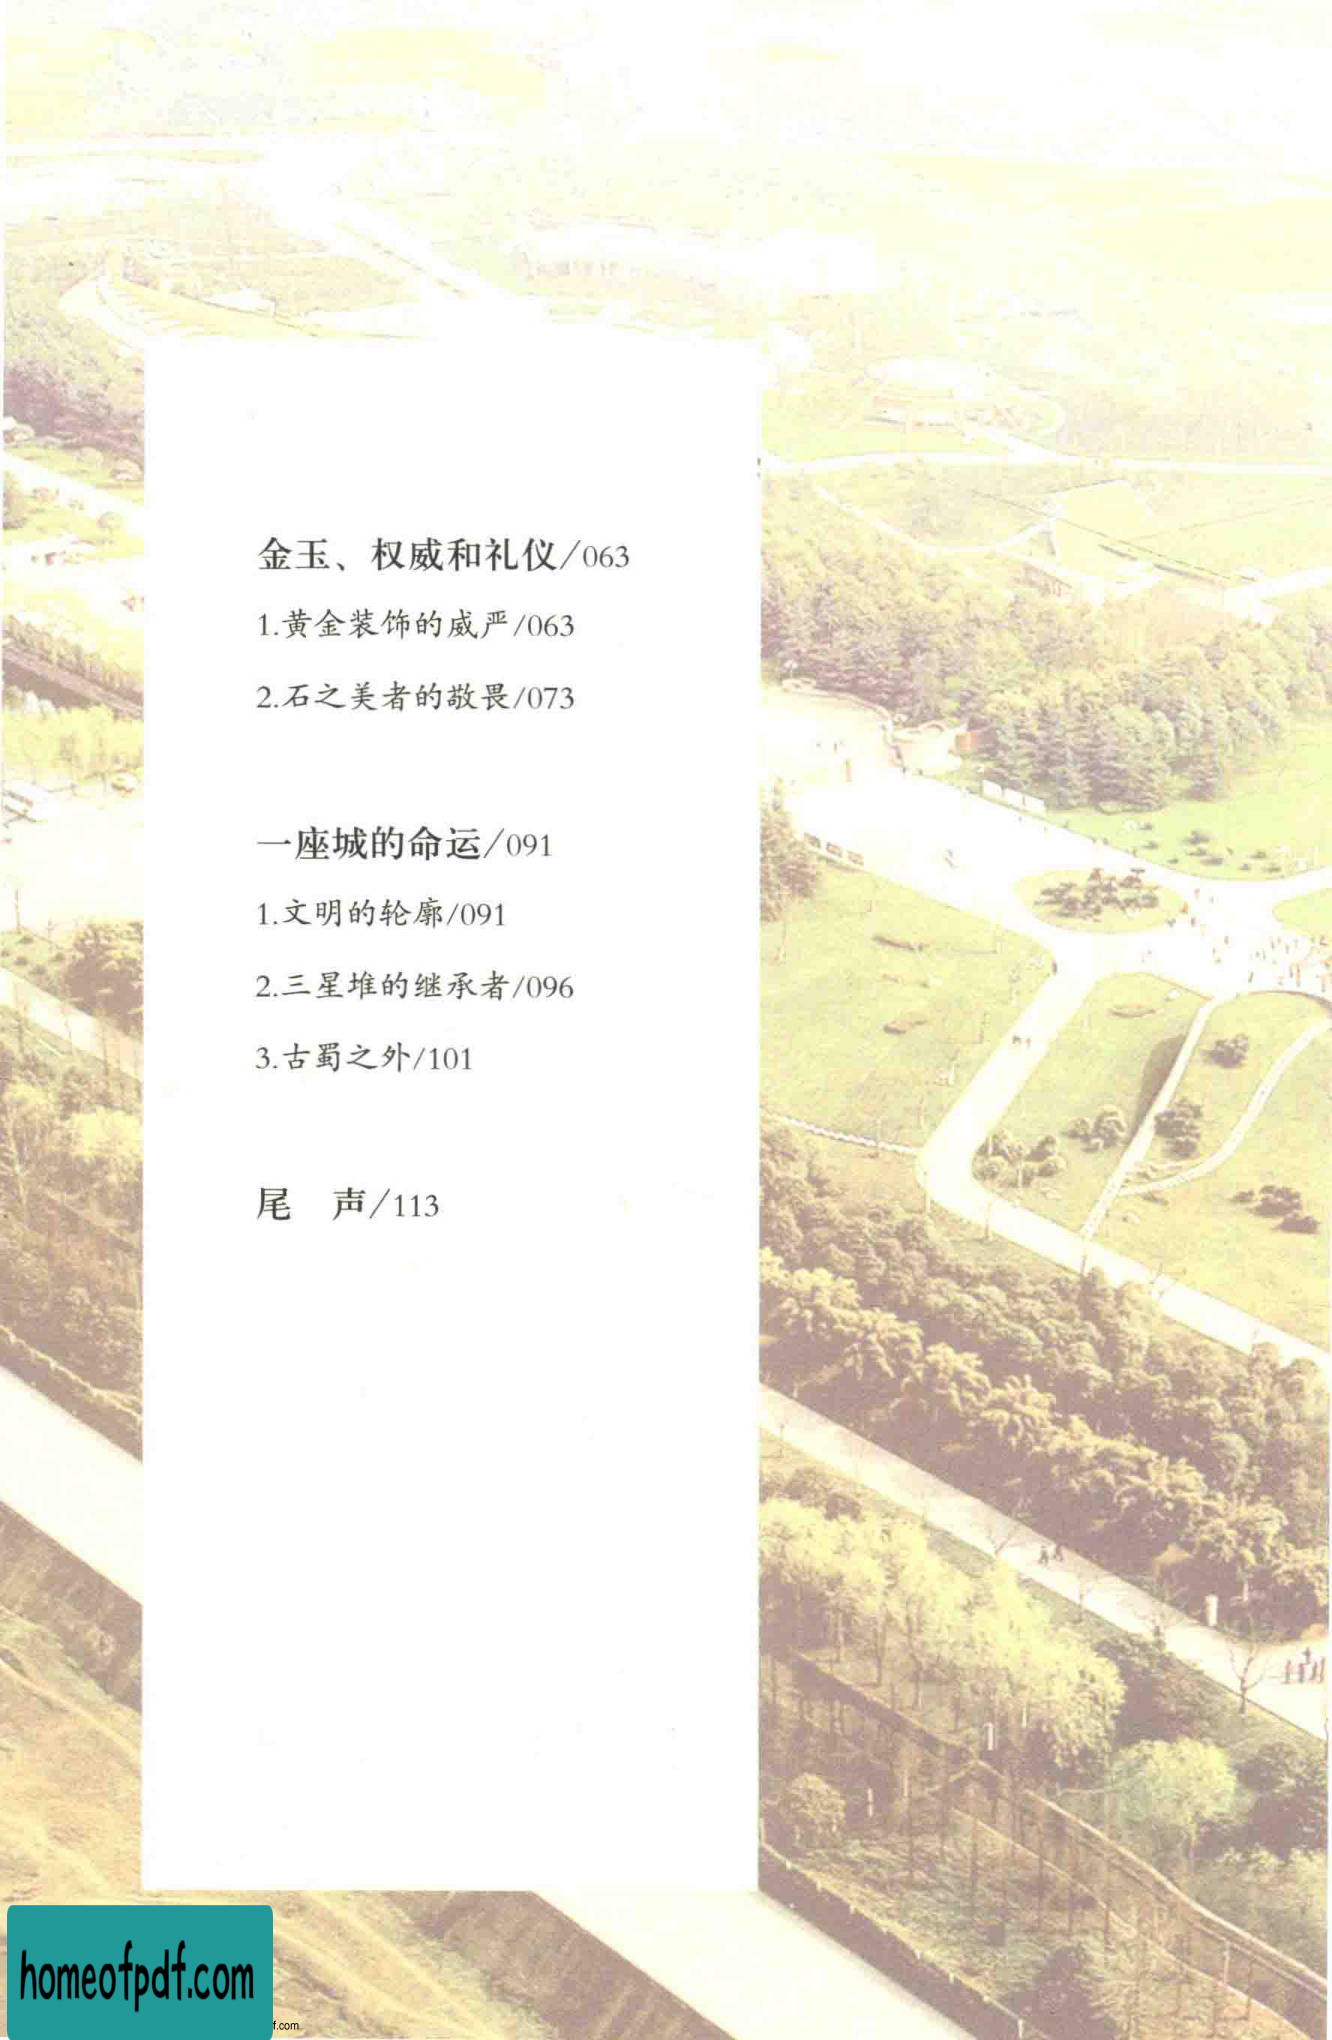 金玉、权威和礼仪/063
1.黄金装饰的威严/063
2.石之美者的敬畏/073
一座城的命运/091
1.文明的轮廓/091
2.三星堆的继承者/096
3.古蜀之外/101
尾　声/113
homeofpdf.com
f.com